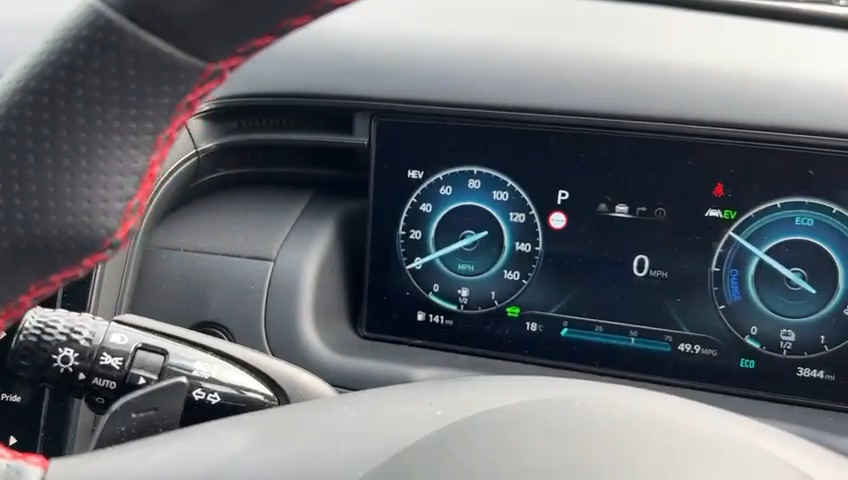 HEV
0
20
40
60
80
100
120
140
160
MPH
0
1/2
1
141mi
P
0MPH
18°C
0
25
50
75
49.9MPG
EV
ECO
CHARGE
0
1/2
1
ECO
3844mi
AUTO
AUTO
Pride